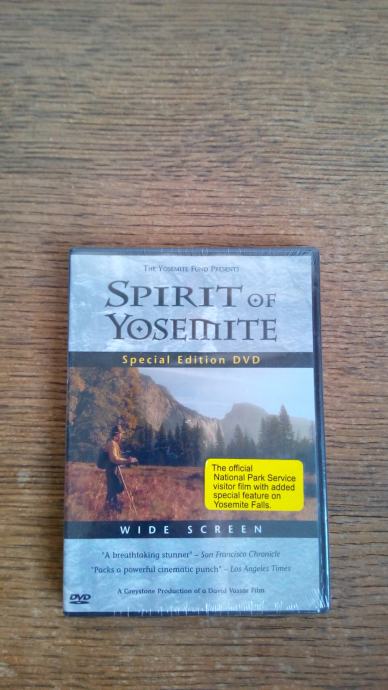 THE YOSEMITE FUND PRESENTS
SPIRIT OF
YOSEMITE
Special Edition DVD
The official
National Park Service
visitor film with added
special feature on
Yosemite Falls.
WIDE SCREEN
"A breathtaking stunner" – San Francisco Chronicle
"Packs a powerful cinematic punch" – Los Angeles Times
DVD
A Greystone Production of a David Vassar Film